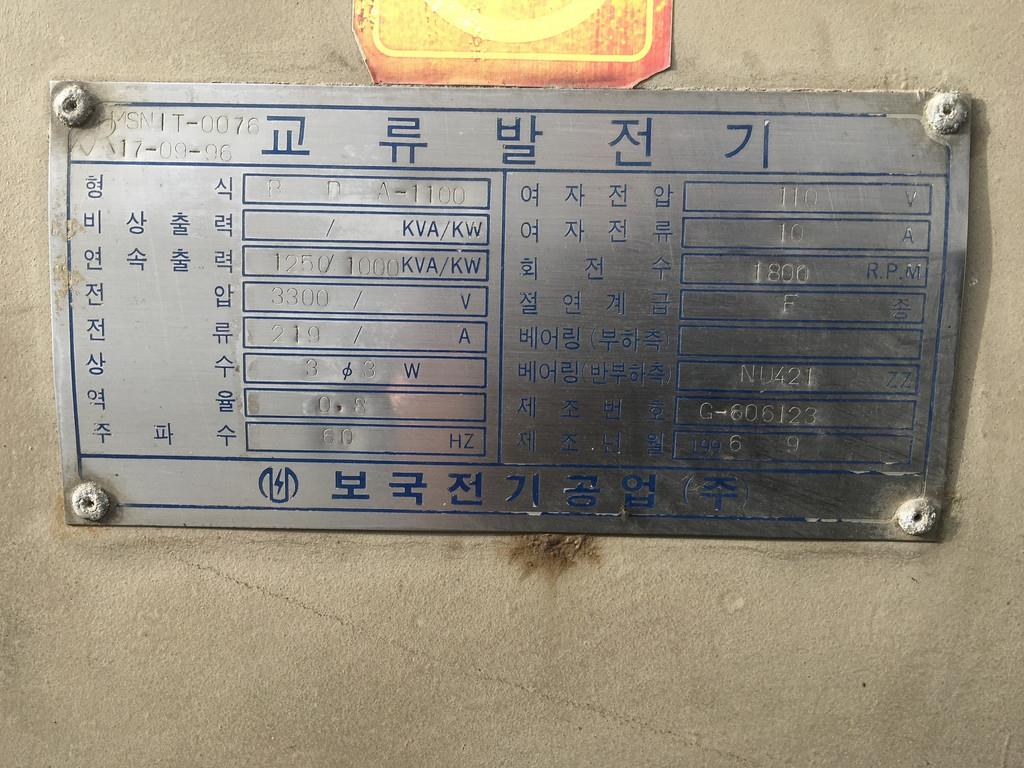 MSNIT-0076
17-09-96
교류발전기
형식 P D A-1100
비상출력 / KVA/KW
연속출력 1250/1000 KVA/KW
전압 3300 / V
전류 219 / A
상수 3 ø 3 W
역율 0.8
주파수 60 HZ
여자전압 110 V
여자전류 10 A
회전수 1800 R.P.M
절연계급 F 종
베어링(부하측)
베어링(반부하측) NU421 ZZ
제조번호 G-606123
제조년월 1996 9
보국전기공업(주)